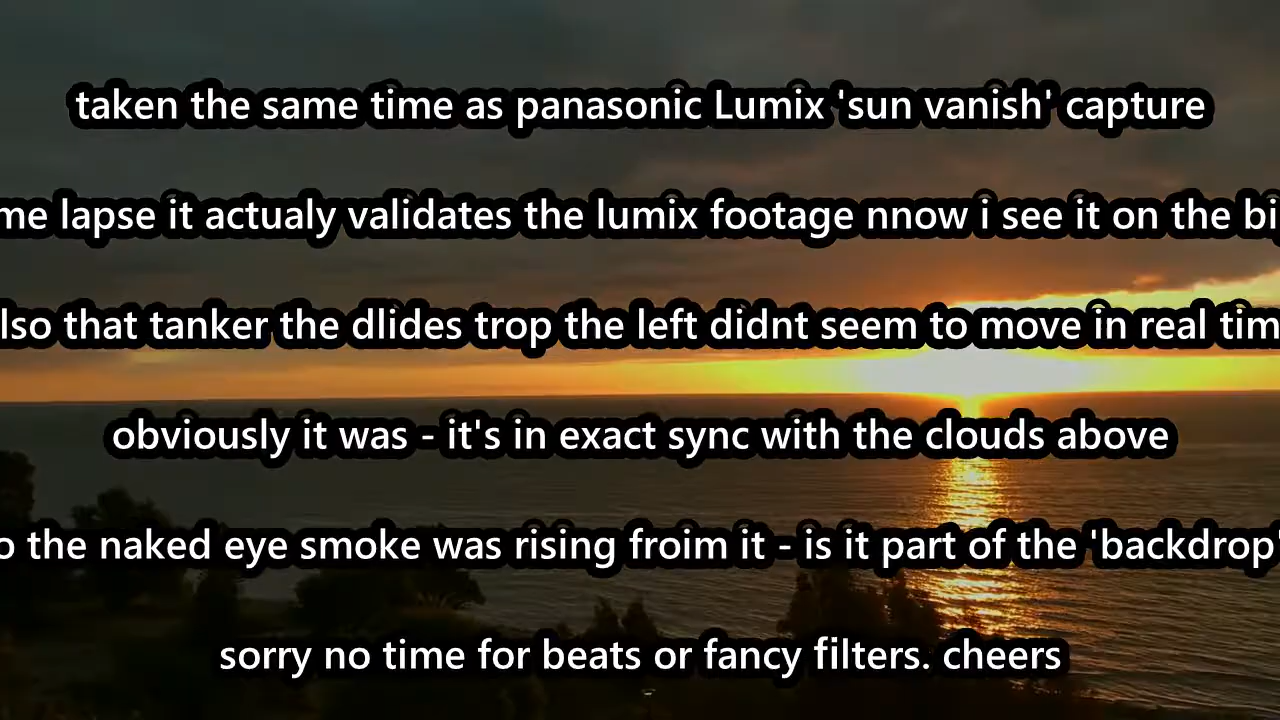 taken the same time as panasonic Lumix 'sun vanish' capture
me lapse it actualy validates the lumix footage nnow i see it on the bi
lso that tanker the dlides trop the left didnt seem to move in real tim
obviously it was - it's in exact sync with the clouds above
o the naked eye smoke was rising froim it - is it part of the 'backdrop'
sorry no time for beats or fancy filters. cheers